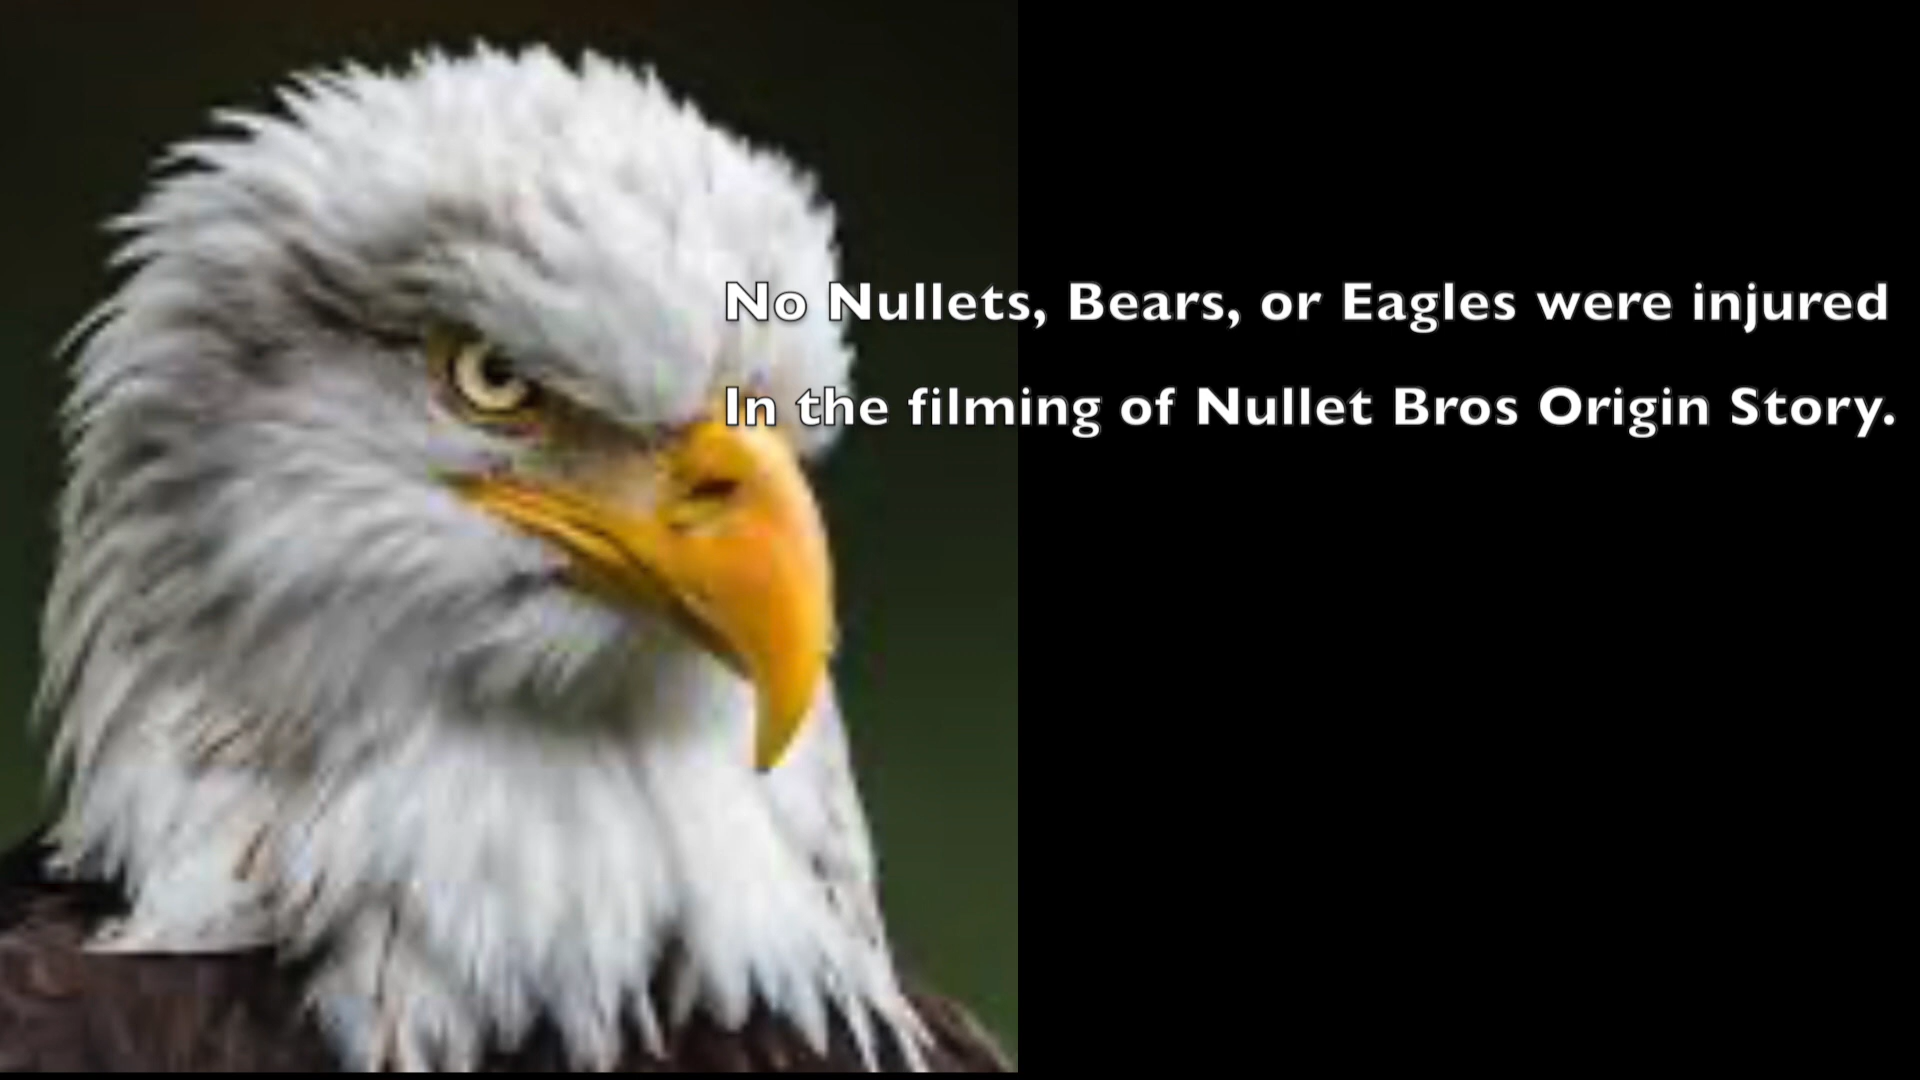 No Nullets, Bears, or Eagles were injured
In the filming of Nullet Bros Origin Story.